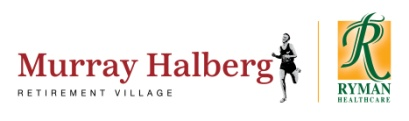 Murray Halberg
RETIREMENT VILLAGE
R
RYMAN
HEALTHCARE